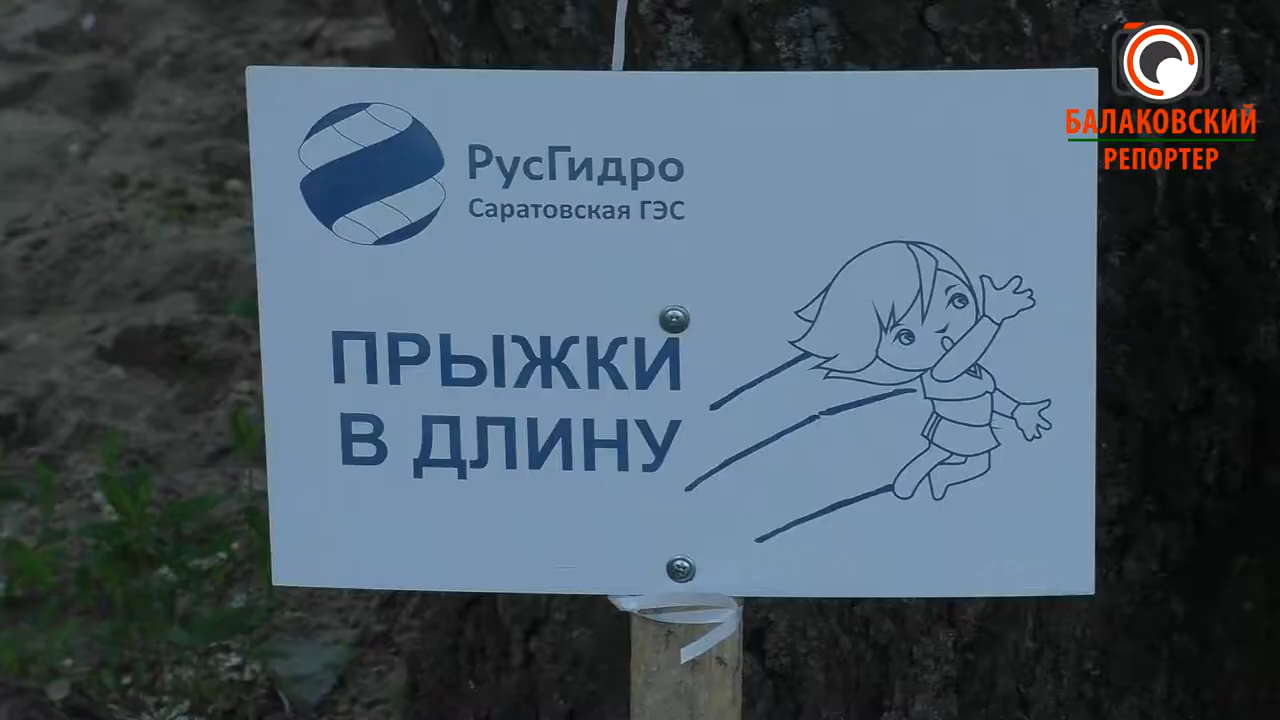 БАЛАКОВСКИЙ
РЕПОРТЕР
РусГидро
Саратовская ГЭС
ПРЫЖКИ
В ДЛИНУ